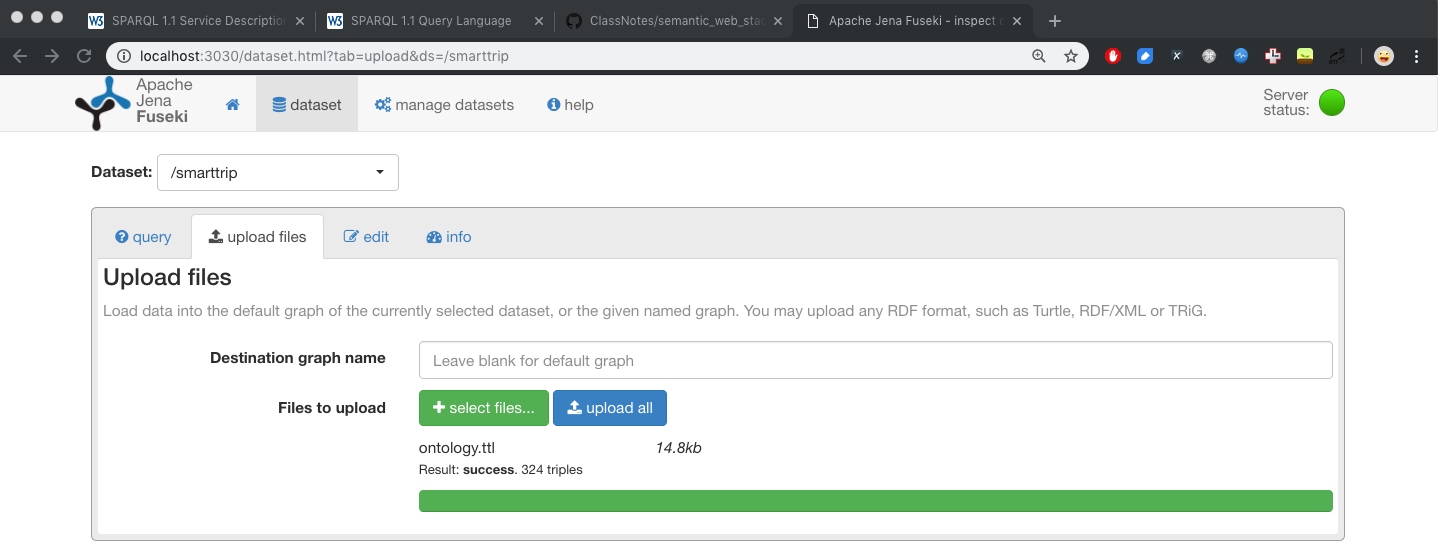 SPARQL 1.1 Service Description
SPARQL 1.1 Query Language
ClassNotes/semantic_web_stac
Apache Jena Fuseki - inspect
localhost:3030/dataset.html?tab=upload&ds=/smarttrip
Apache
Jena
Fuseki
dataset
manage datasets
help
Server
status:
Dataset:
/smarttrip
query
upload files
edit
info
Upload files
Load data into the default graph of the currently selected dataset, or the given named graph. You may upload any RDF format, such as Turtle, RDF/XML or TRiG.
Destination graph name
Leave blank for default graph
Files to upload
select files...
upload all
ontology.ttl 14.8kb
Result: success. 324 triples